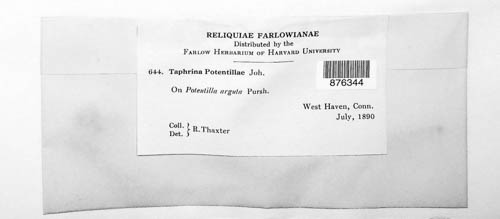 RELIQUIAE FARLOWIANAE
Distributed by the
FARLOW HERBARIUM OF HARVARD UNIVERSITY
644. Taphrina Potentillae Joh.
876344
On Potentilla arguta Pursh.
West Haven, Conn.
July, 1890
Coll. } R. Thaxter
Det.